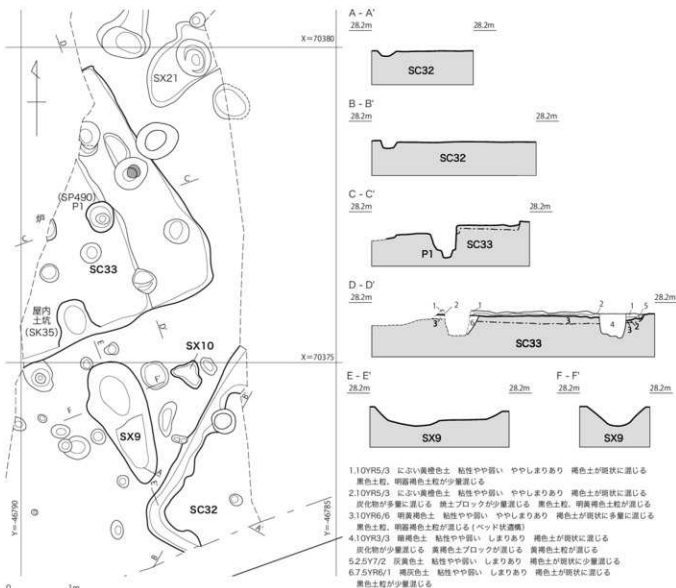 X=70380
D
SX21
(SP490)
P1
C'
炉
C
SC33
屋内
土坑
(SK35)
D'
E
SX10
X=70375
F'
F
B'
SX9
A
E'
SC32
Y=-46790
Y=-46785
B
A'
0 1m
A - A'
28.2m 28.2m
SC32
B - B'
28.2m 28.2m
SC32
C - C'
28.2m 28.2m
P1 SC33
D - D'
28.2m 28.2m
1 2 1 2 1 5
3 6 3 4 3 2
SC33
E - E' F - F'
28.2m 28.2m 28.2m 28.2m
SX9 SX9
1.10YR5/3 にぶい黄橙色土 粘性やや弱い ややしまりあり 褐色土が斑状に混じる
黒色土粒、明褐色土粒が少量混じる
2.10YR5/3 にぶい黄橙色土 粘性やや弱い ややしまりあり 褐色土が斑状に混じる
炭化物が多量に混じる 焼土ブロックが少量混じる 黒色土粒、明黄褐色土粒が混じる
3.10YR6/6 明黄褐色土 粘性やや弱い ややしまりあり 褐色土が斑状に多量に混じる
黒色土粒、明褐色土粒が混じる (ベッド状遺構)
4.10YR3/3 暗褐色土 粘性やや弱い しまりあり 褐色土が斑状に混じる
炭化物が少量混じる 黄褐色土ブロックが混じる 黄褐色土粒が混じる
5.2.5Y7/2 灰黄色土 粘性やや弱い しまりあり 褐色土が斑状に少量混じる
6.7.5YR6/1 褐灰色土 粘性やや弱い しまりあり 褐色土が斑状に混じる
黒色土粒が少量混じる